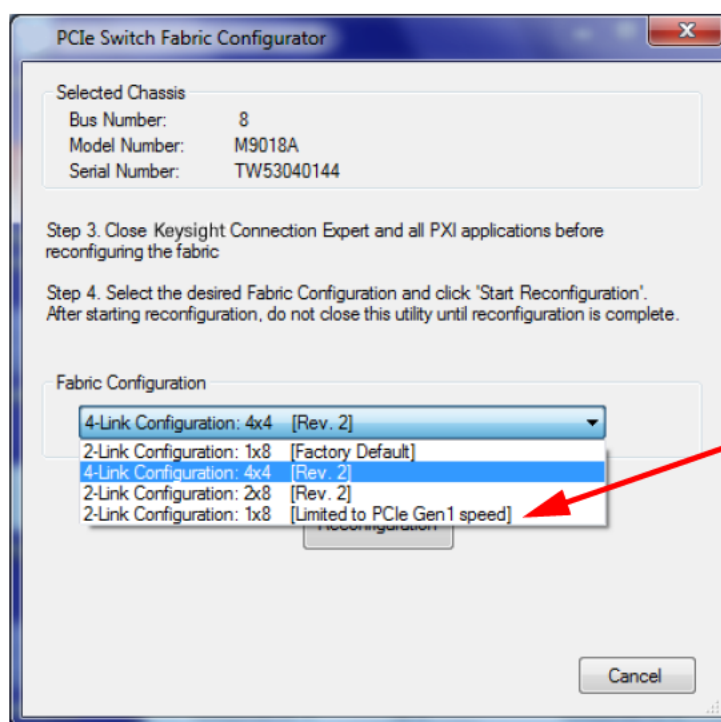 PCIe Switch Fabric Configurator
Selected Chassis
Bus Number: 8
Model Number: M9018A
Serial Number: TW53040144
Step 3. Close Keysight Connection Expert and all PXI applications before
reconfiguring the fabric
Step 4. Select the desired Fabric Configuration and click 'Start Reconfiguration'.
After starting reconfiguration, do not close this utility until reconfiguration is complete.
Fabric Configuration
4-Link Configuration: 4x4 [Rev. 2]
2-Link Configuration: 1x8 [Factory Default]
4-Link Configuration: 4x4 [Rev. 2]
2-Link Configuration: 2x8 [Rev. 2]
2-Link Configuration: 1x8 [Limited to PCIe Gen1 speed]
Reconfiguration
Cancel